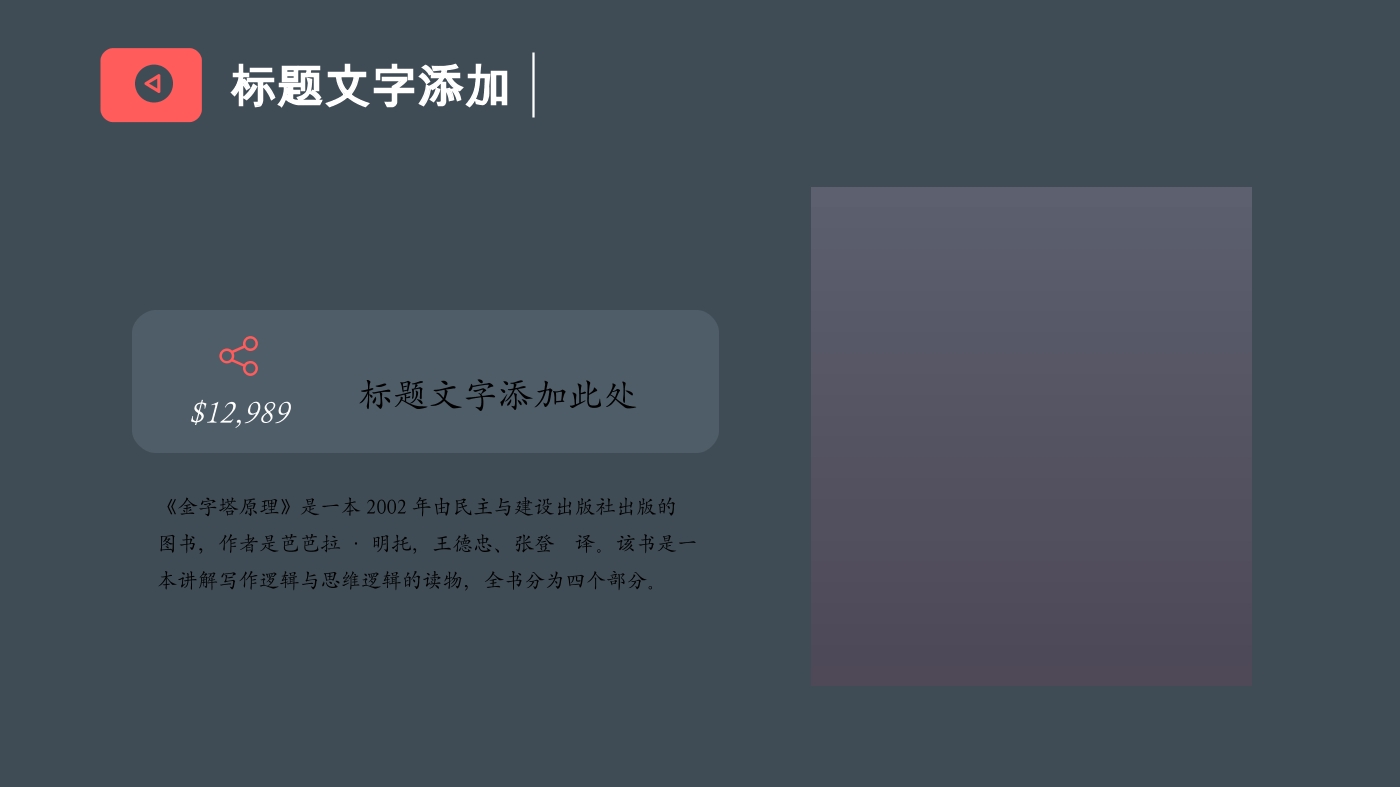 标题文字添加
$12,989
标题文字添加此处
《金字塔原理》是一本 2002 年由民主与建设出版社出版的
图书，作者是芭芭拉 · 明托，王德忠、张登　译。该书是一
本讲解写作逻辑与思维逻辑的读物，全书分为四个部分。